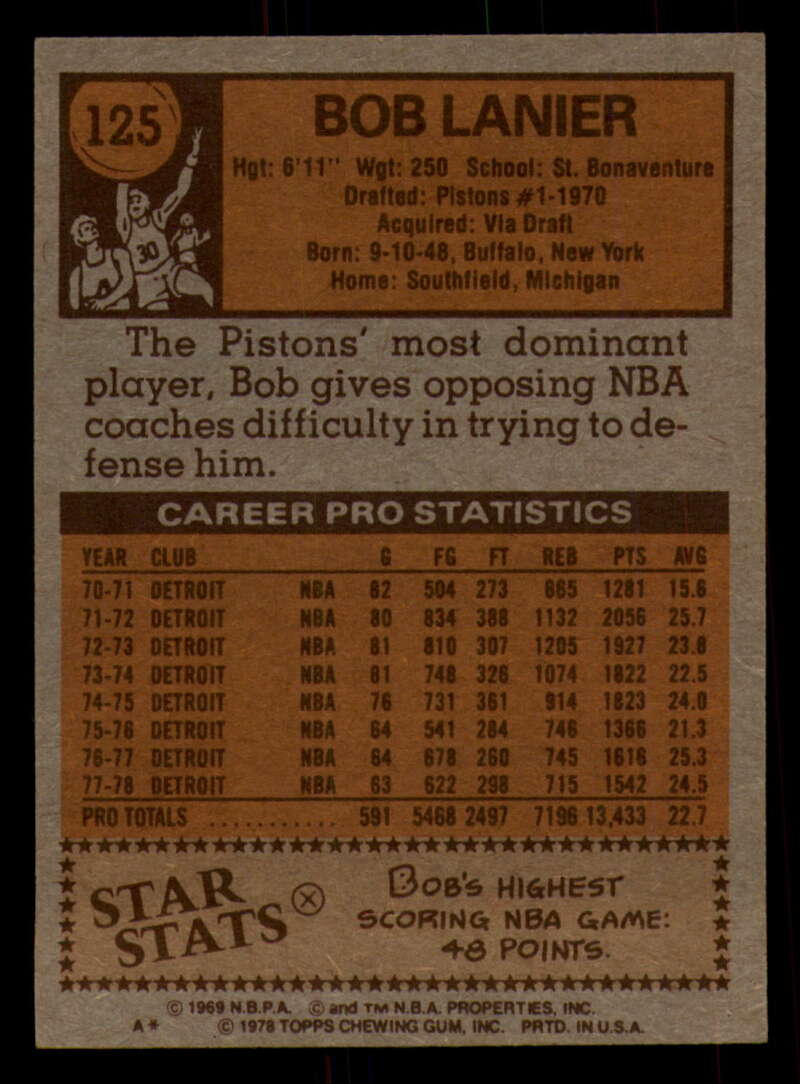 125
BOB LANIER
Hgt: 6'11" Wgt: 250 School: St. Bonaventure
Drafted: Pistons #1-1970
Acquired: Via Draft
Born: 9-10-48, Buffalo, New York
Home: Southfield, Michigan
30
The Pistons' most dominant
player, Bob gives opposing NBA
coaches difficulty in trying to de-
fense him.
CAREER PRO STATISTICS
YEAR CLUB G FG FT REB PTS AVG
70-71 DETROIT NBA 82 504 273 665 1281 15.6
71-72 DETROIT NBA 80 834 388 1132 2056 25.7
72-73 DETROIT NBA 81 810 307 1205 1927 23.8
73-74 DETROIT NBA 81 748 326 1074 1822 22.5
74-75 DETROIT NBA 76 731 361 914 1823 24.0
75-76 DETROIT NBA 64 541 284 746 1366 21.3
76-77 DETROIT NBA 64 678 260 745 1616 25.3
77-78 DETROIT NBA 63 622 298 715 1542 24.5
PRO TOTALS ........... 591 5468 2497 7196 13,433 22.7
STAR
STATS
BOB'S HIGHEST
SCORING NBA GAME:
48 POINTS.
© 1969 N.B.P.A. © and TM N.B.A. PROPERTIES, INC.
A* © 1978 TOPPS CHEWING GUM, INC. PRTD. IN U.S.A.